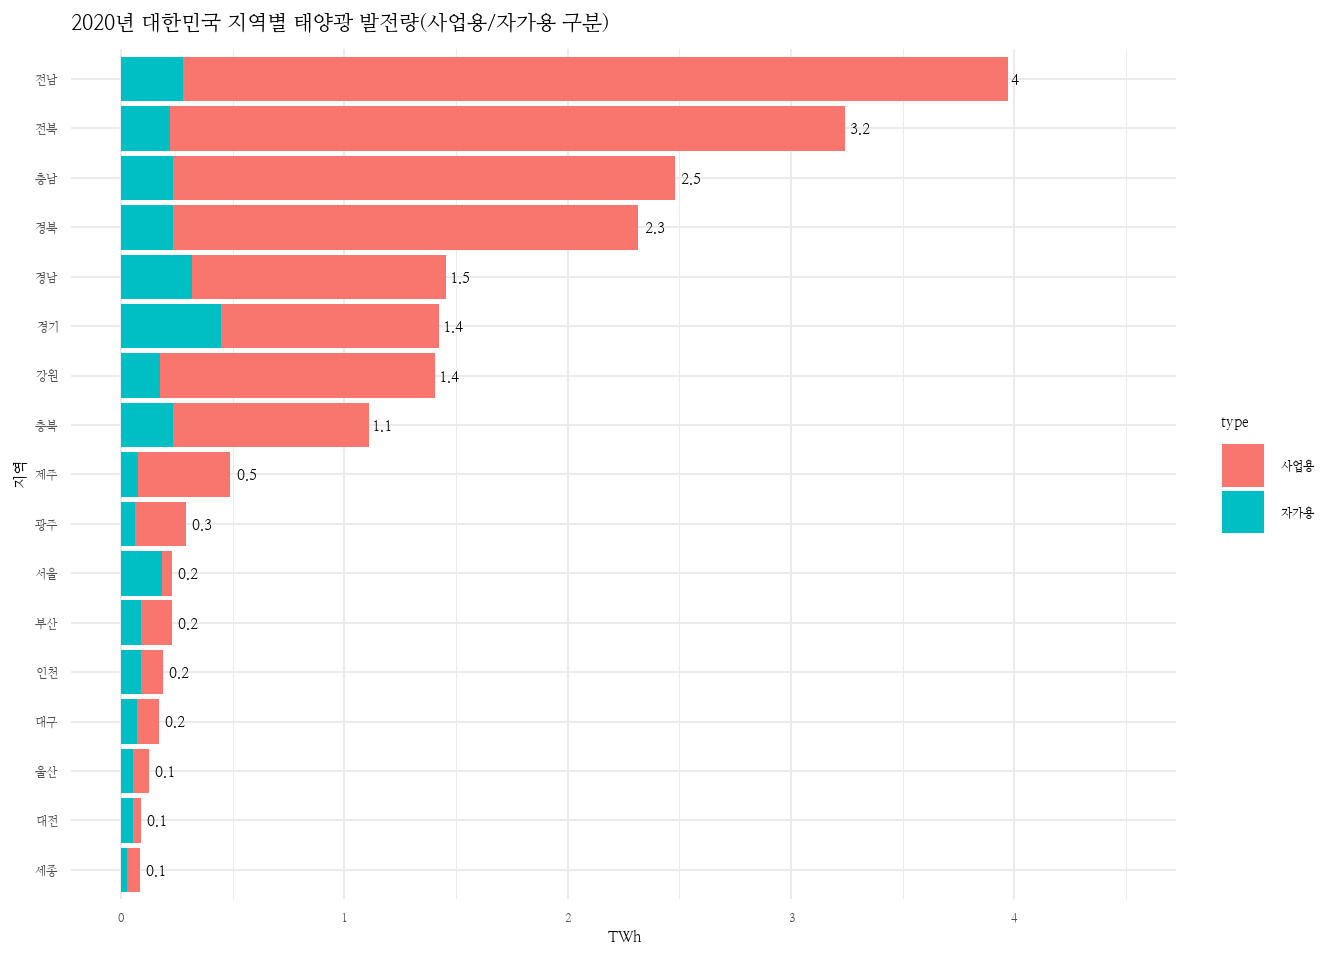 2020년 대한민국 지역별 태양광 발전량(사업용/자가용 구분)
전남 4
전북 3.2
충남 2.5
경북 2.3
경남 1.5
경기 1.4
강원 1.4
충북 1.1
제주 0.5
광주 0.3
서울 0.2
부산 0.2
인천 0.2
대구 0.2
울산 0.1
대전 0.1
세종 0.1
지역
0 1 2 3 4
TWh
type
사업용
자가용